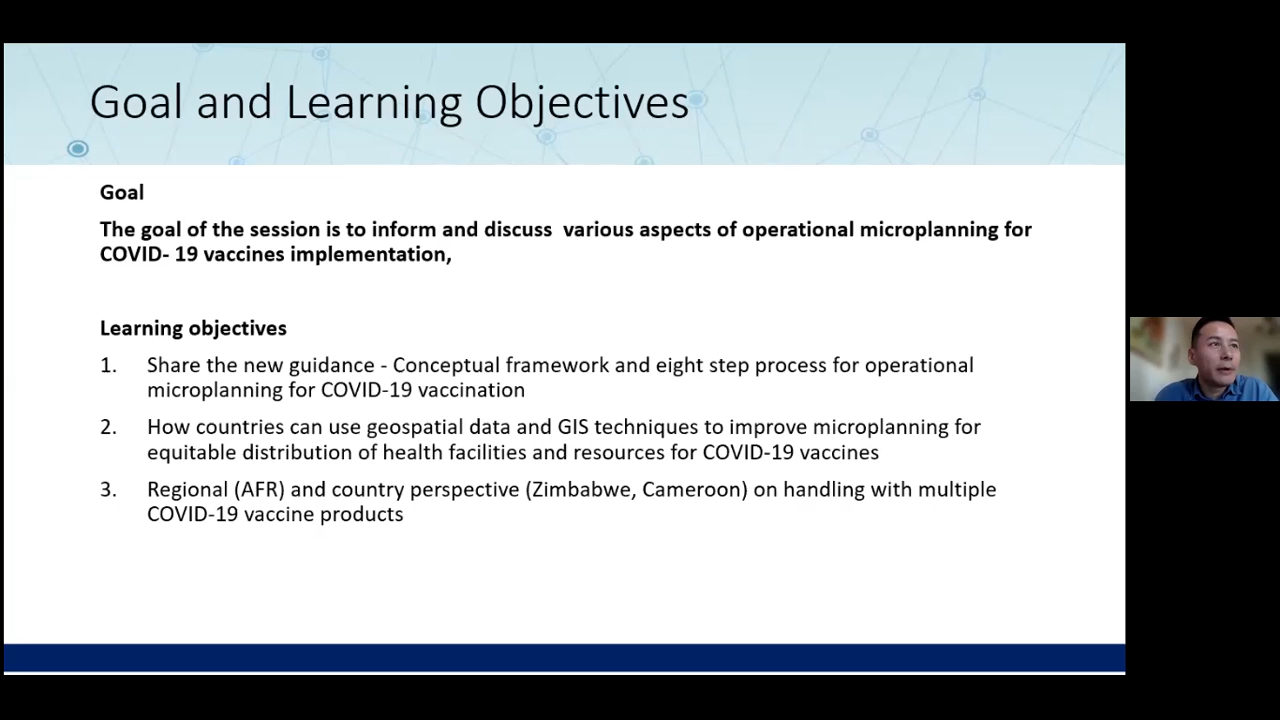 Goal and Learning Objectives
Goal
The goal of the session is to inform and discuss  various aspects of operational microplanning for
COVID- 19 vaccines implementation,
Learning objectives
1. Share the new guidance - Conceptual framework and eight step process for operational
microplanning for COVID-19 vaccination
2. How countries can use geospatial data and GIS techniques to improve microplanning for
equitable distribution of health facilities and resources for COVID-19 vaccines
3. Regional (AFR) and country perspective (Zimbabwe, Cameroon) on handling with multiple
COVID-19 vaccine products